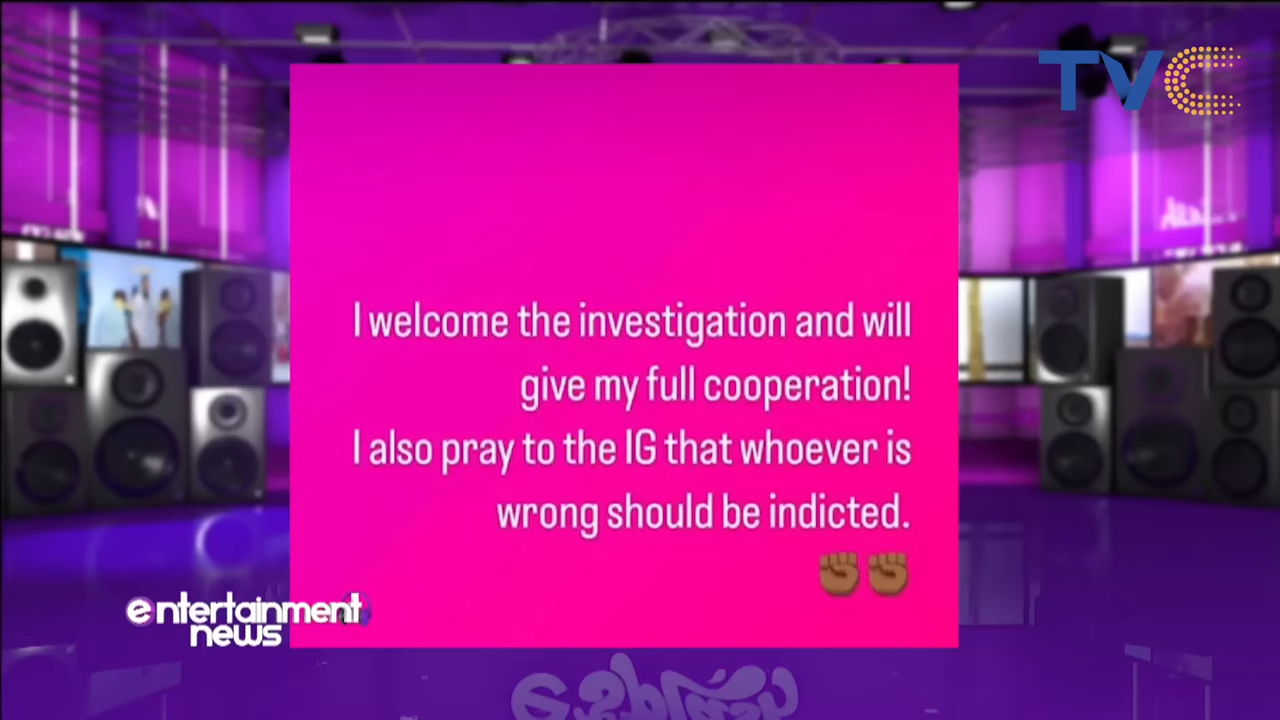 TVC
I welcome the investigation and will
give my full cooperation!
I also pray to the IG that whoever is
wrong should be indicted.
✊🏾✊🏾
entertainment
news